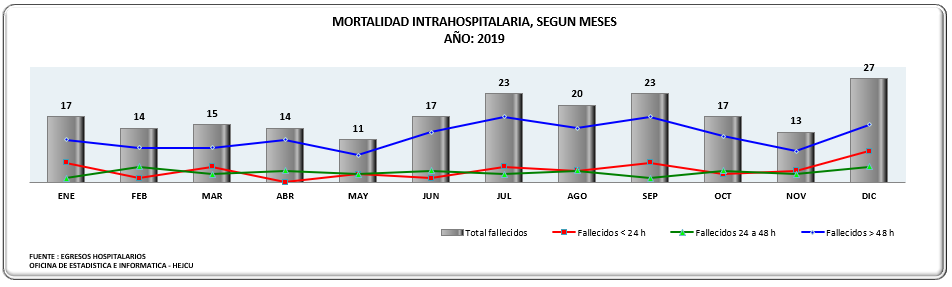 MORTALIDAD INTRAHOSPITALARIA, SEGUN MESES
AÑO: 2019
17 14 15 14 11 17 23 20 23 17 13 27
ENE FEB MAR ABR MAY JUN JUL AGO SEP OCT NOV DIC
Total fallecidos Fallecidos < 24 h Fallecidos 24 a 48 h Fallecidos > 48 h
FUENTE : EGRESOS HOSPITALARIOS
OFICINA DE ESTADISTICA E INFORMATICA - HEJCU